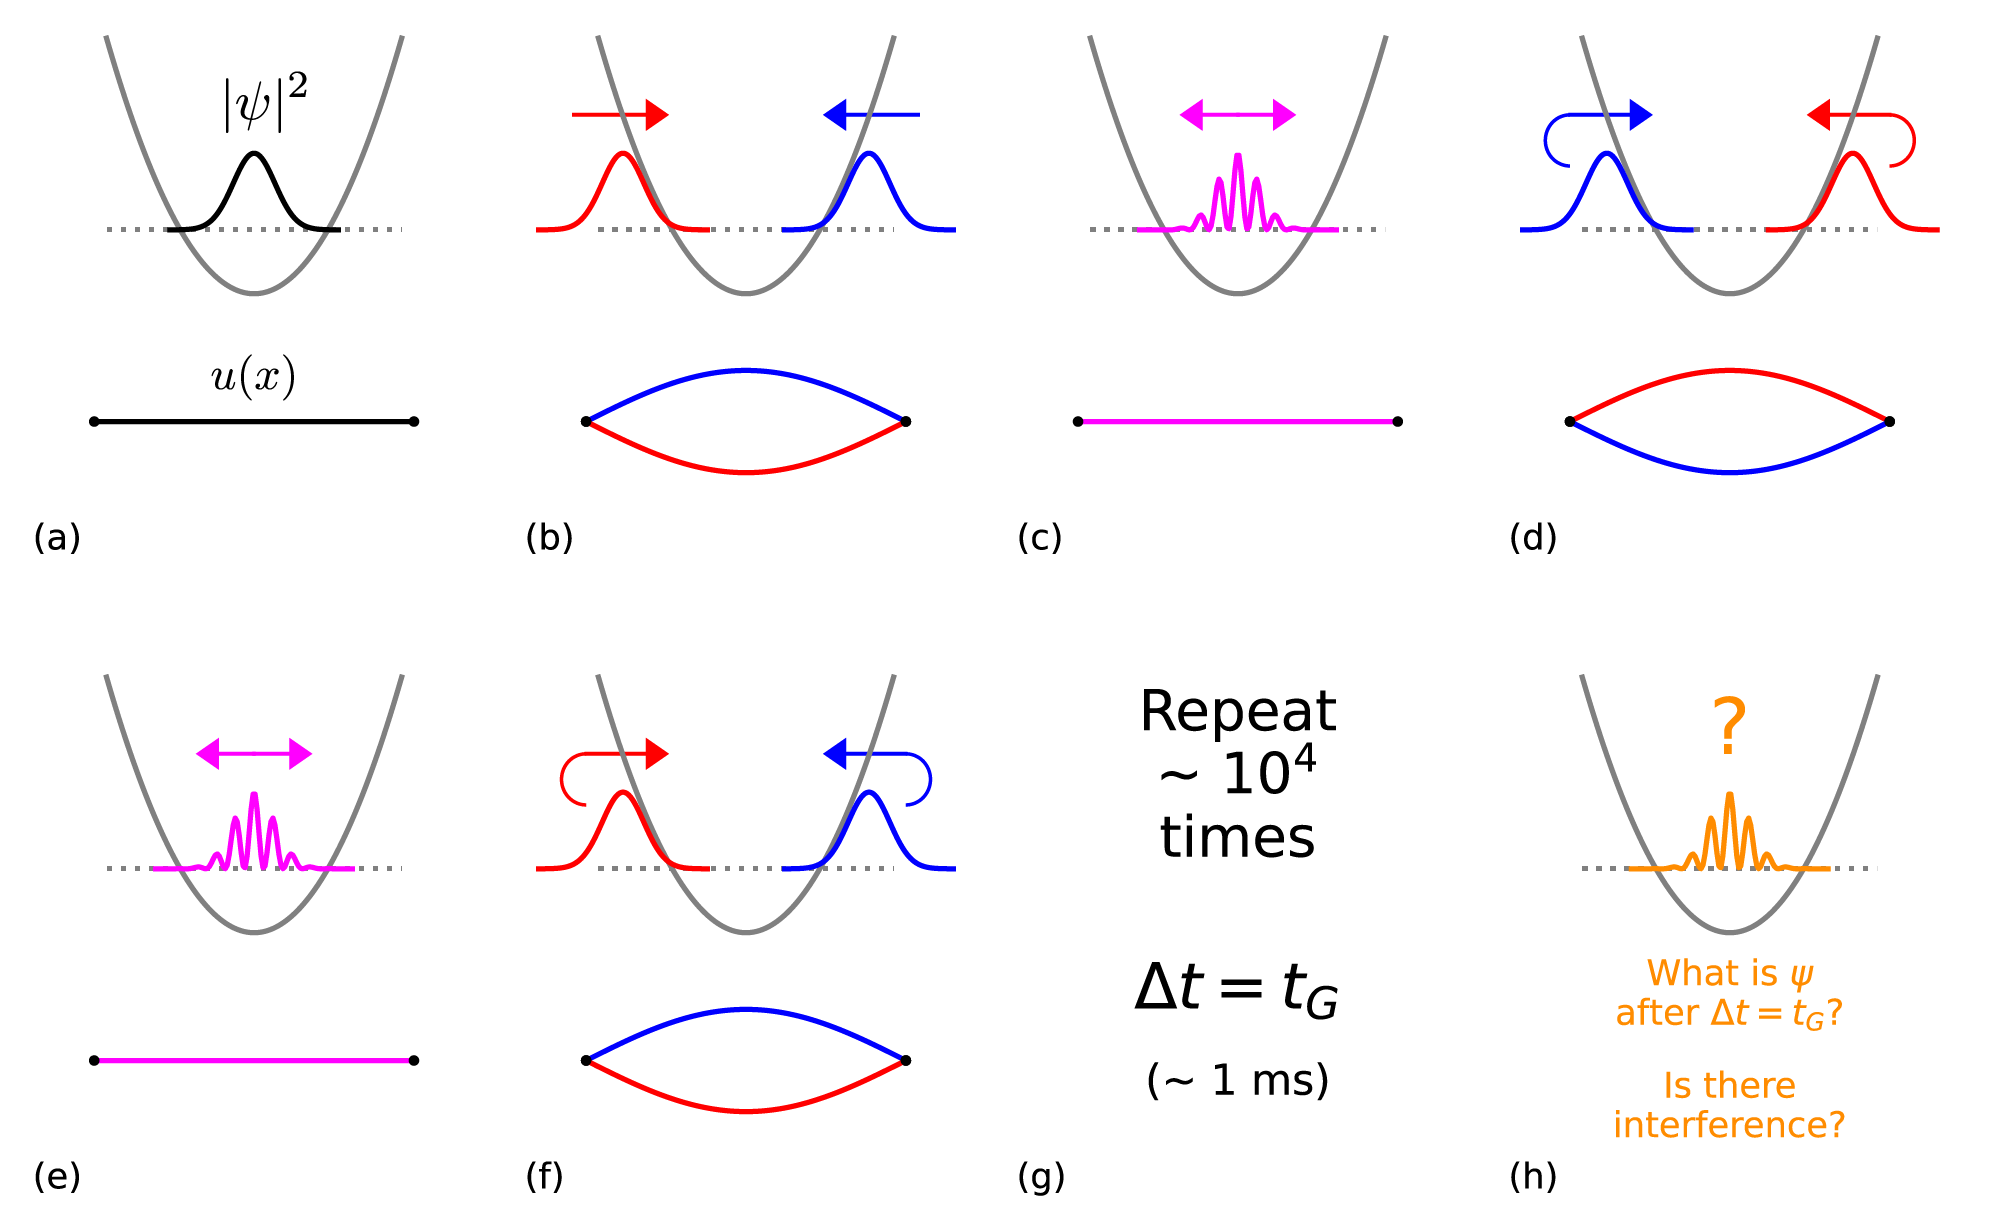 |ψ|²
u(x)
(a)
(b)
(c)
(d)
(e)
(f)
Repeat
~ 10⁴
times
Δt = t_G
(~ 1 ms)
(g)
?
What is ψ
after Δt = t_G?
Is there
interference?
(h)